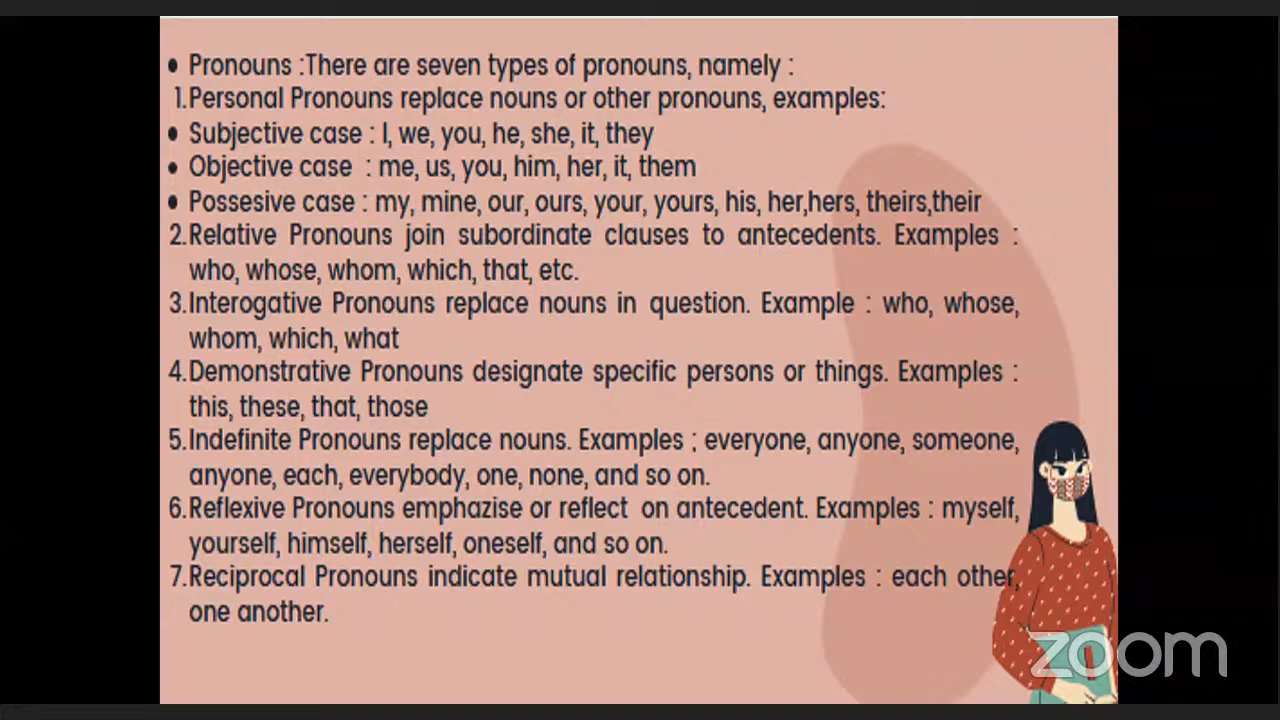 • Pronouns :There are seven types of pronouns, namely :
1.Personal Pronouns replace nouns or other pronouns, examples:
• Subjective case : I, we, you, he, she, it, they
• Objective case : me, us, you, him, her, it, them
• Possesive case : my, mine, our, ours, your, yours, his, her,hers, theirs,their
2.Relative Pronouns join subordinate clauses to antecedents. Examples :
who, whose, whom, which, that, etc.
3.Interogative Pronouns replace nouns in question. Example : who, whose,
whom, which, what
4.Demonstrative Pronouns designate specific persons or things. Examples :
this, these, that, those
5.Indefinite Pronouns replace nouns. Examples ; everyone, anyone, someone,
anyone, each, everybody, one, none, and so on.
6.Reflexive Pronouns emphazise or reflect on antecedent. Examples : myself,
yourself, himself, herself, oneself, and so on.
7.Reciprocal Pronouns indicate mutual relationship. Examples : each other,
one another.
zoom